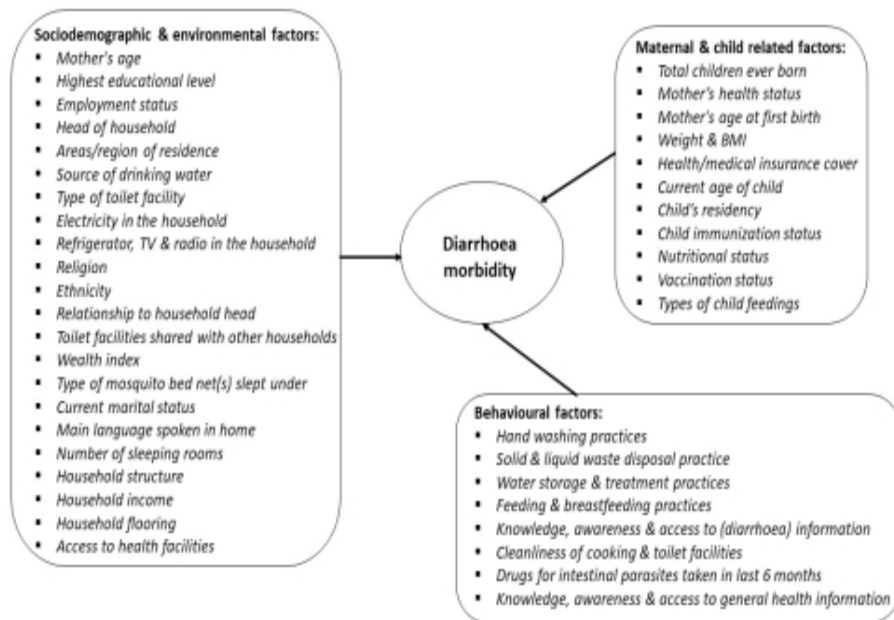 Sociodemographic & environmental factors:
▪ Mother's age
▪ Highest educational level
▪ Employment status
▪ Head of household
▪ Areas/region of residence
▪ Source of drinking water
▪ Type of toilet facility
▪ Electricity in the household
▪ Refrigerator, TV & radio in the household
▪ Religion
▪ Ethnicity
▪ Relationship to household head
▪ Toilet facilities shared with other households
▪ Wealth index
▪ Type of mosquito bed net(s) slept under
▪ Current marital status
▪ Main language spoken in home
▪ Number of sleeping rooms
▪ Household structure
▪ Household income
▪ Household flooring
▪ Access to health facilities
Diarrhoea
morbidity
Maternal & child related factors:
▪ Total children ever born
▪ Mother's health status
▪ Mother's age at first birth
▪ Weight & BMI
▪ Health/medical insurance cover
▪ Current age of child
▪ Child's residency
▪ Child immunization status
▪ Nutritional status
▪ Vaccination status
▪ Types of child feedings
Behavioural factors:
▪ Hand washing practices
▪ Solid & liquid waste disposal practice
▪ Water storage & treatment practices
▪ Feeding & breastfeeding practices
▪ Knowledge, awareness & access to (diarrhoea) information
▪ Cleanliness of cooking & toilet facilities
▪ Drugs for intestinal parasites taken in last 6 months
▪ Knowledge, awareness & access to general health information